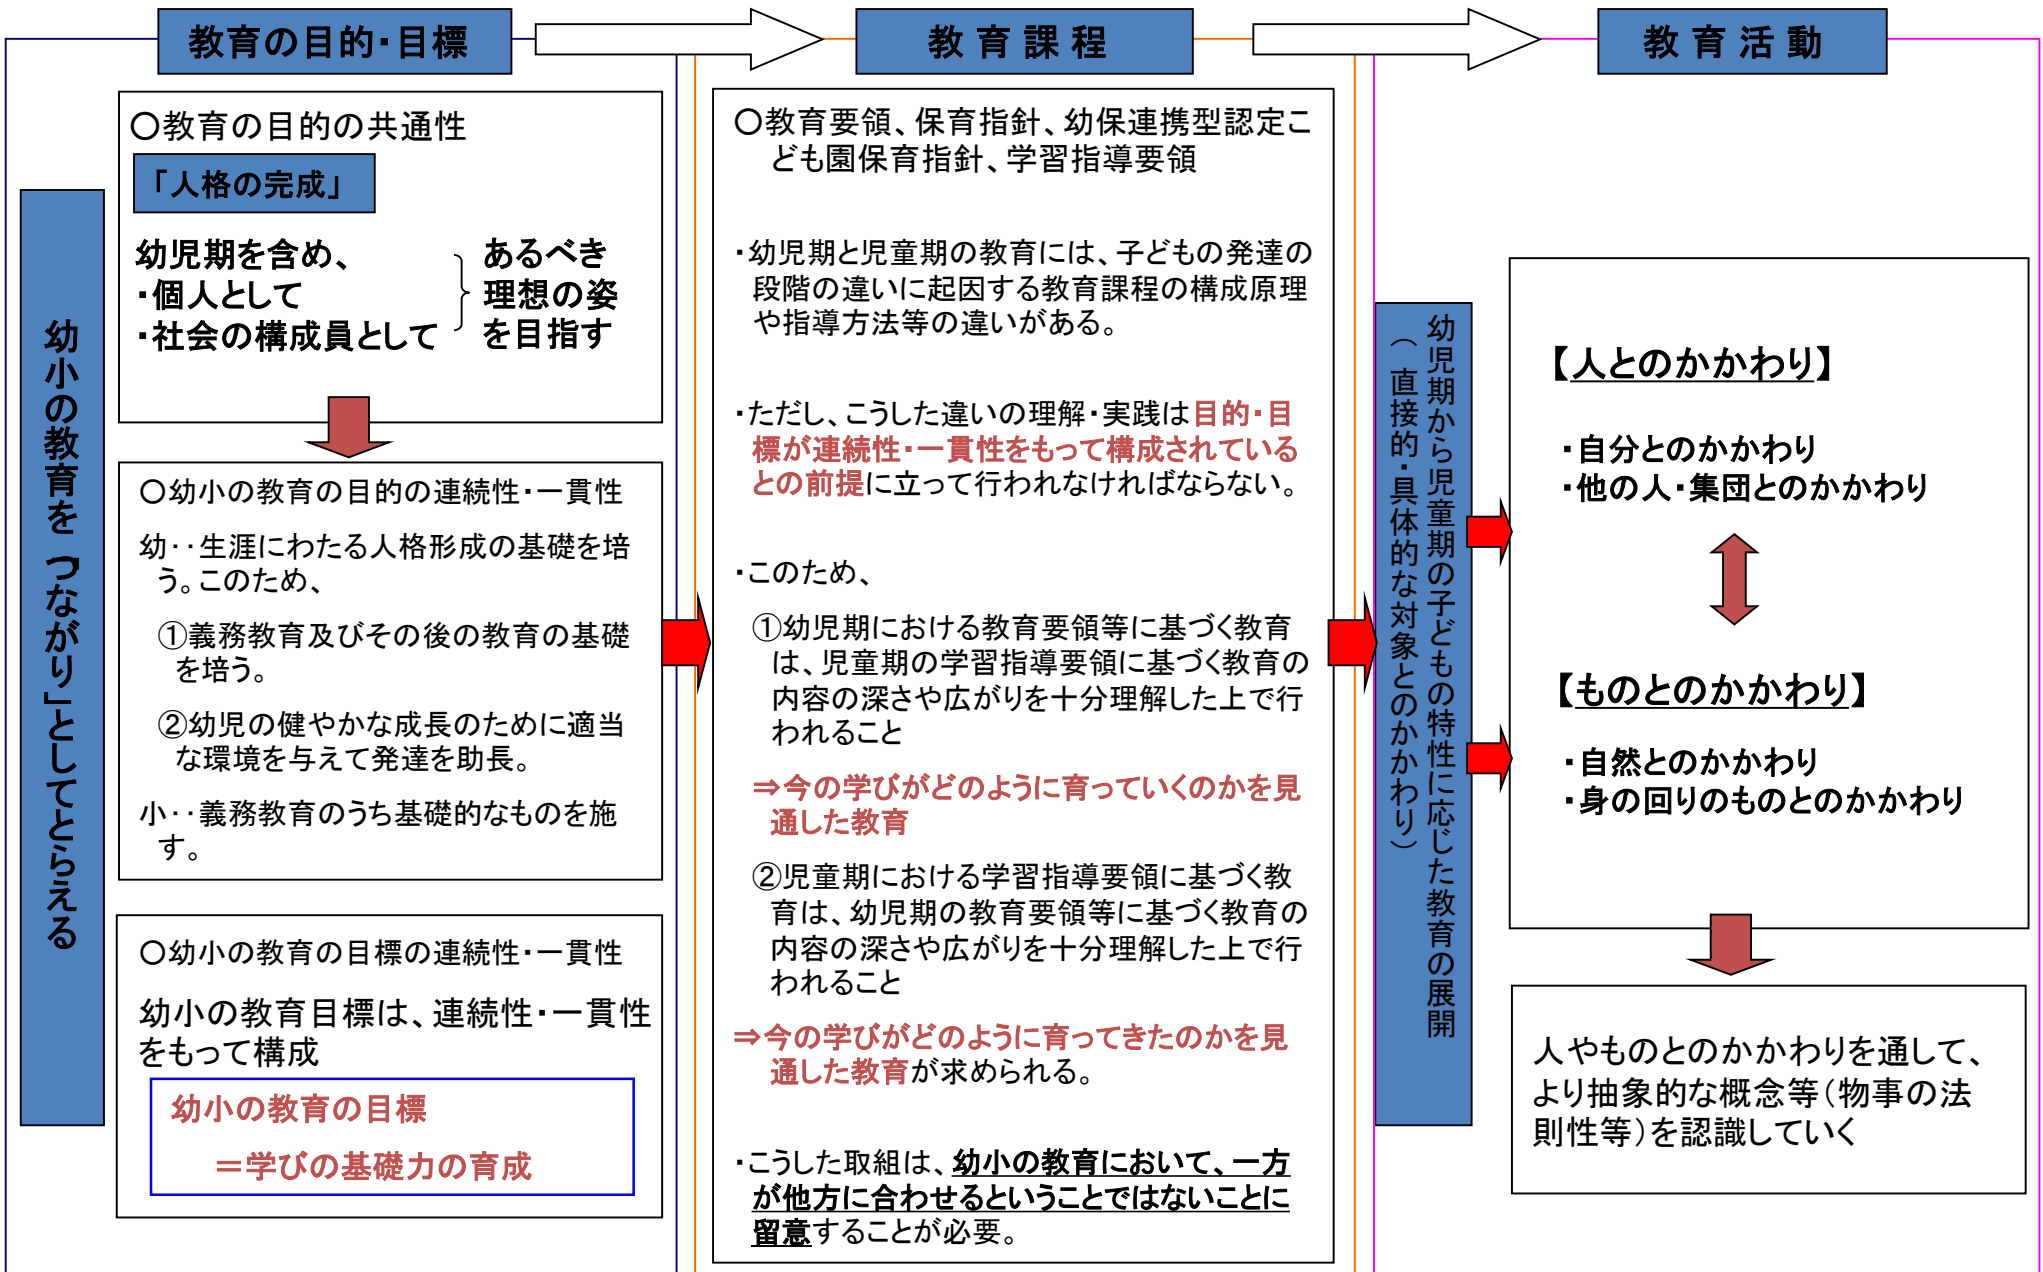 教育の目的・目標
教育課程
教育活動
幼小の教育を「つながり」としてとらえる
○教育の目的の共通性
「人格の完成」
幼児期を含め、
・個人として
・社会の構成員として
あるべき
理想の姿
を目指す
○幼小の教育の目的の連続性・一貫性
幼‥生涯にわたる人格形成の基礎を培
う。このため、
①義務教育及びその後の教育の基礎
を培う。
②幼児の健やかな成長のために適当
な環境を与えて発達を助長。
小‥義務教育のうち基礎的なものを施
す。
○幼小の教育の目標の連続性・一貫性
幼小の教育目標は、連続性・一貫性
をもって構成
幼小の教育の目標
＝学びの基礎力の育成
○教育要領、保育指針、幼保連携型認定こ
ども園保育指針、学習指導要領
・幼児期と児童期の教育には、子どもの発達の
段階の違いに起因する教育課程の構成原理
や指導方法等の違いがある。
・ただし、こうした違いの理解・実践は目的・目
標が連続性・一貫性をもって構成されている
との前提に立って行われなければならない。
・このため、
①幼児期における教育要領等に基づく教育
は、児童期の学習指導要領に基づく教育の
内容の深さや広がりを十分理解した上で行
われること
⇒今の学びがどのように育っていくのかを見
通した教育
②児童期における学習指導要領に基づく教
育は、幼児期の教育要領等に基づく教育の
内容の深さや広がりを十分理解した上で行
われること
⇒今の学びがどのように育ってきたのかを見
通した教育が求められる。
・こうした取組は、幼小の教育において、一方
が他方に合わせるということではないことに
留意することが必要。
幼児期から児童期の子どもの特性に応じた教育の展開
（直接的・具体的な対象とのかかわり）
【人とのかかわり】
・自分とのかかわり
・他の人・集団とのかかわり
【ものとのかかわり】
・自然とのかかわり
・身の回りのものとのかかわり
人やものとのかかわりを通して、
より抽象的な概念等（物事の法
則性等）を認識していく